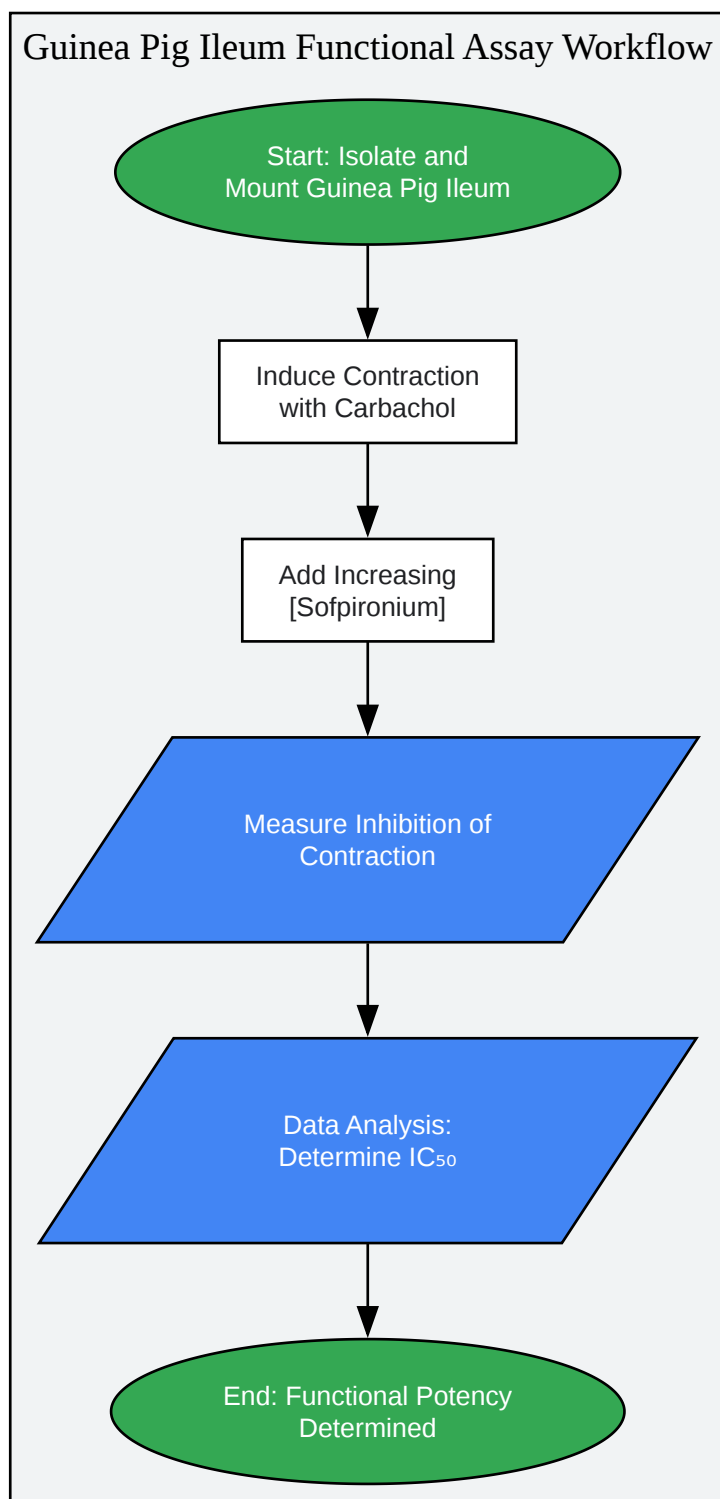 Guinea Pig Ileum Functional Assay Workflow
Start: Isolate and
Mount Guinea Pig Ileum
Induce Contraction
with Carbachol
Add Increasing
[Sofpironium]
Measure Inhibition of
Contraction
Data Analysis:
Determine IC₅₀
End: Functional Potency
Determined